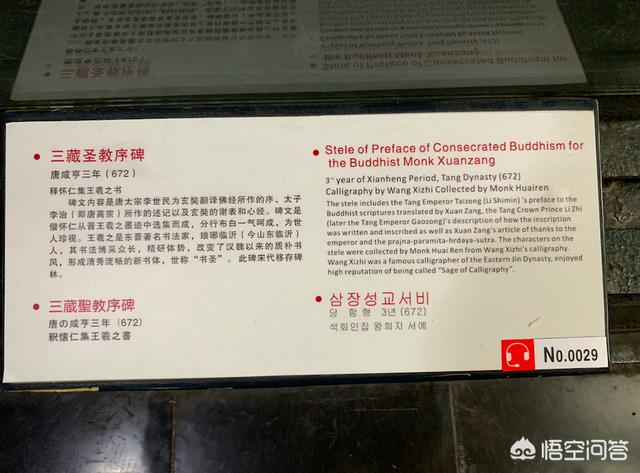 三藏圣教序碑
唐咸亨三年（672）
释怀仁集王羲之书
碑文内容是唐太宗李世民为玄奘翻译佛经所作的序、太子
李治（即唐高宗）所作的述记以及玄奘的谢表和心经。碑文是
僧怀仁从晋王羲之墨迹中选集而成，分行布白一气呵成，为世
人珍视。王羲之是东晋著名书法家，琅琊临沂（今山东临沂）
人，其书法博采众长，精研体势，改变了汉魏以来的质朴书
风，形成清秀流畅的新书体，世称“书圣”。此碑宋代移存碑
林。
三蔵聖教序碑
唐の咸亨三年（672）
釈懐仁集王羲之書
Stele of Preface of Consecrated Buddhism for
the Buddhist Monk Xuanzang
3rd year of Xianheng Period, Tang Dynasty (672)
Calligraphy by Wang Xizhi Collected by Monk Huairen
The stele includes the Tang Emperor Taizong (Li Shimin) 's preface to the
Buddhist scriptures translated by Xuan Zang, the Tang Crown Prince Li Zhi
(later the Tang Emperor Gaozong)'s description of how the inscription
was written and inscribed as well as Xuan Zang's article of thanks to the
emperor and the prajna-paramita-hrdaya-sutra. The characters on the
stele were collected by Monk Huai Ren from Wang Xizhi's calligraphy.
Wang Xizhi was a famous calligrapher of the Eastern Jin Dynasty, enjoyed
high reputation of being called "Sage of Calligraphy".
삼장성교서비
당 함형 3년 (672)
석회인집 왕희지 서예
No.0029
悟空问答